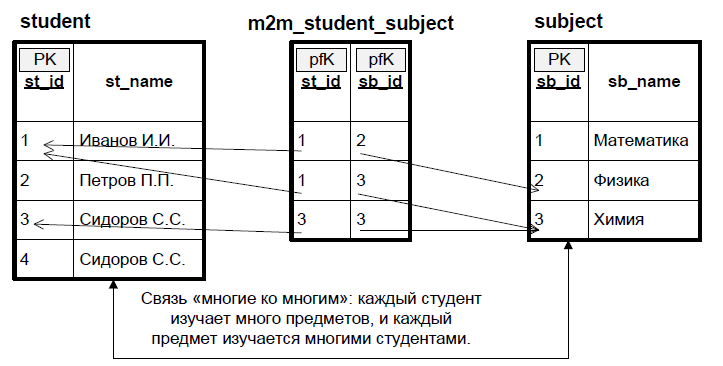 student m2m_student_subject subject
PK pfK pfK PK
st_id st_name st_id sb_id sb_id sb_name
1 Иванов И.И. 1 2 1 Математика
2 Петров П.П. 1 3 2 Физика
3 Сидоров С.С. 3 3 3 Химия
4 Сидоров С.С.
Связь «многие ко многим»: каждый студент
изучает много предметов, и каждый
предмет изучается многими студентами.